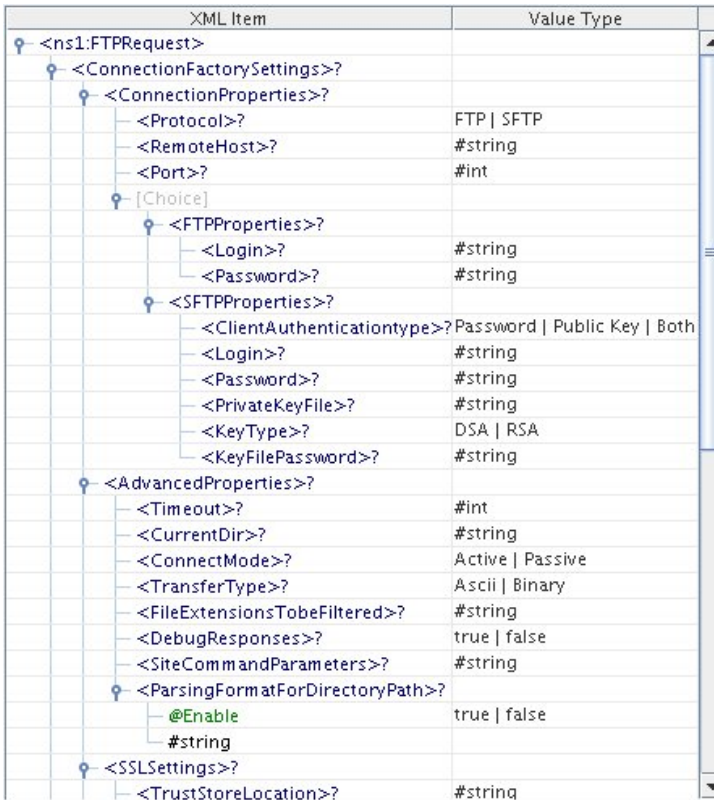 XML Item Value Type
<ns1:FTPRequest>
<ConnectionFactorySettings>?
<ConnectionProperties>?
<Protocol>? FTP | SFTP
<RemoteHost>? #string
<Port>? #int
[Choice]
<FTPProperties>?
<Login>? #string
<Password>? #string
<SFTPProperties>?
<ClientAuthenticationtype>? Password | Public Key | Both
<Login>? #string
<Password>? #string
<PrivateKeyFile>? #string
<KeyType>? DSA | RSA
<KeyFilePassword>? #string
<AdvancedProperties>?
<Timeout>? #int
<CurrentDir>? #string
<ConnectMode>? Active | Passive
<TransferType>? Ascii | Binary
<FileExtensionsTobeFiltered>? #string
<DebugResponses>? true | false
<SiteCommandParameters>? #string
<ParsingFormatForDirectoryPath>?
@Enable true | false
#string
<SSLSettings>?
<TrustStoreLocation>? #string